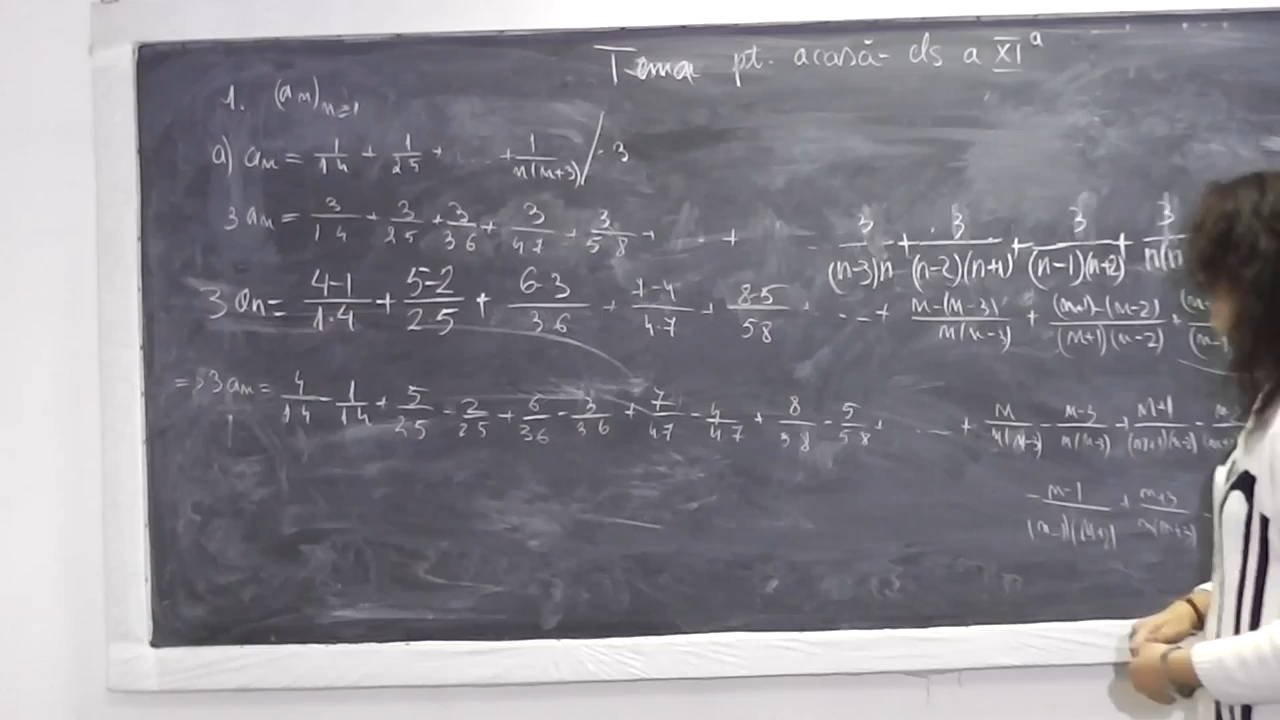 Tema pt. acasă - cls a XI a
1. (an) n≥1
a) an = 1/1·4 + 1/2·5 + ... + 1/n(n+3) / ·3
3an = 3/1·4 + 3/2·5 + 3/3·6 + 3/4·7 + 3/5·8 + ... + ... 3/(n-3)n + 3/(n-2)(n+1) + 3/(n-1)(n+2) + 3/n(n
3an = 4-1/1·4 + 5-2/2·5 + 6-3/3·6 + 7-4/4·7 + 8-5/5·8 + ... + n-(n-3)/n(n-3) + (n+1)-(n-2)/(n+1)(n-2) +
=> 3an = 4/1·4 - 1/1·4 + 5/2·5 - 2/2·5 + 6/3·6 - 3/3·6 + 7/4·7 - 4/4·7 + 8/5·8 - 5/5·8 + ... + n/n(n-3) - n-3/n(n-3) + n+1/(n+1)(n-2) -
- n-1/(n-1)(n+2) + n+3/n(n+3) -